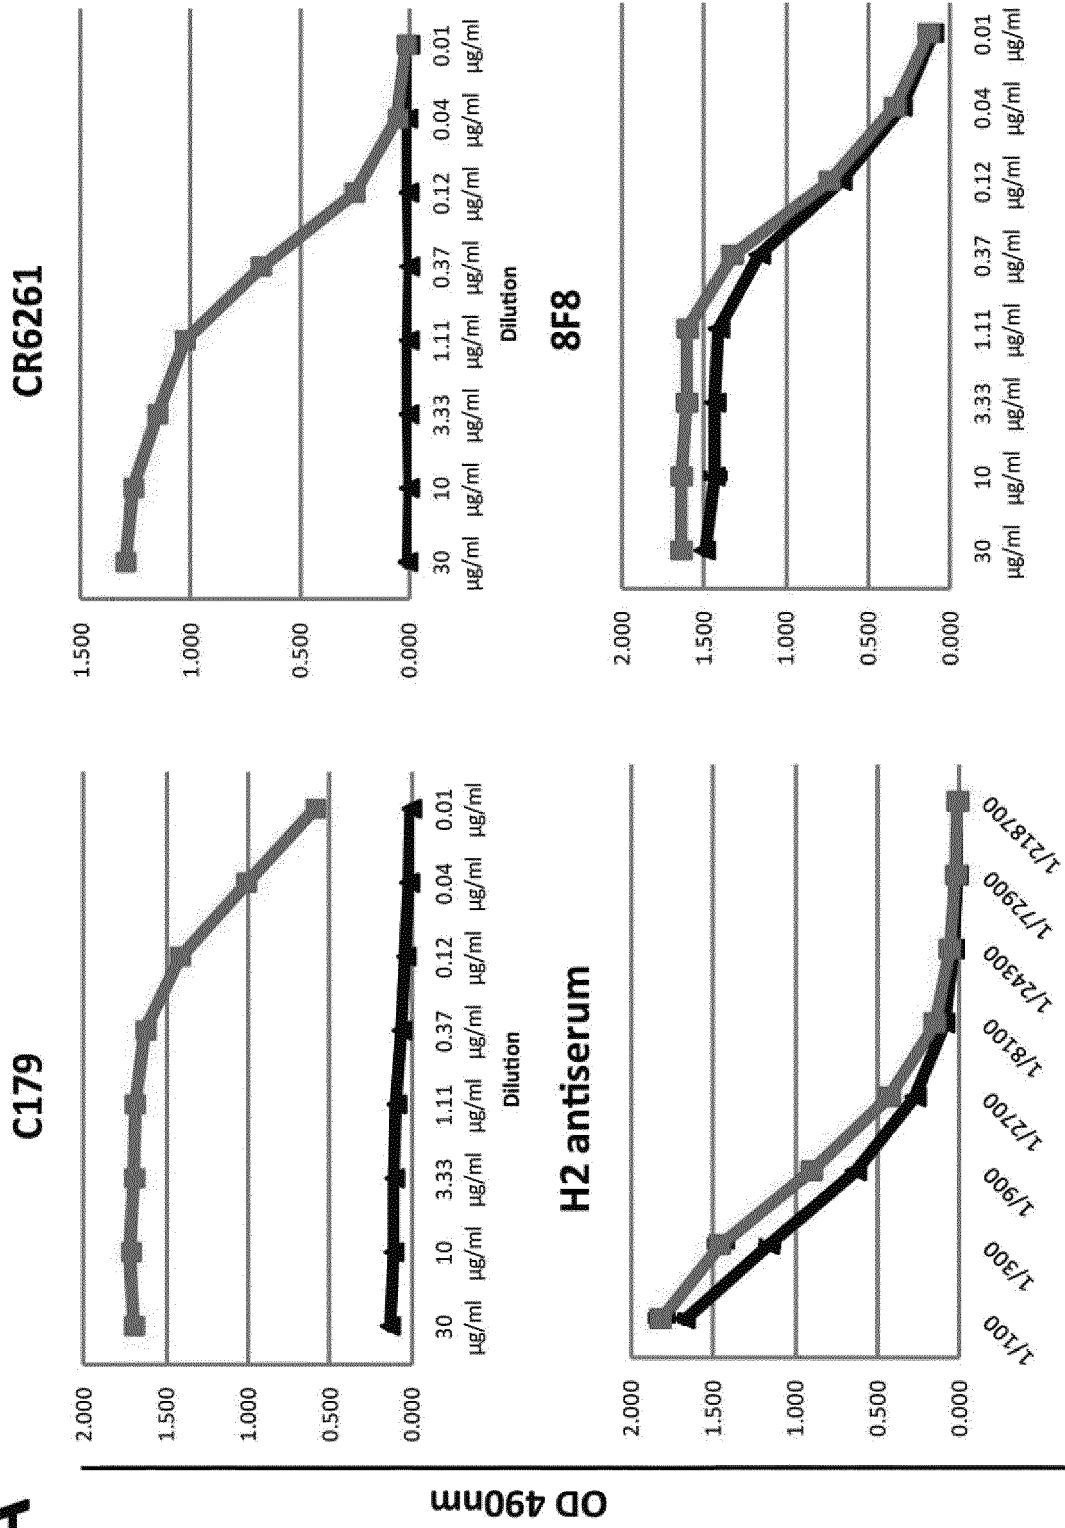 A
OD 490nm
C179
2.000
1.500
1.000
0.500
0.000
30 10 3.33 1.11 0.37 0.12 0.04 0.01
µg/ml µg/ml µg/ml µg/ml µg/ml µg/ml µg/ml µg/ml
Dilution
CR6261
1.500
1.000
0.500
0.000
30 10 3.33 1.11 0.37 0.12 0.04 0.01
µg/ml µg/ml µg/ml µg/ml µg/ml µg/ml µg/ml µg/ml
Dilution
H2 antiserum
2.000
1.500
1.000
0.500
0.000
1/100 1/300 1/900 1/2700 1/8100 1/24300 1/72900 1/218700
8F8
2.000
1.500
1.000
0.500
0.000
30 10 3.33 1.11 0.37 0.12 0.04 0.01
µg/ml µg/ml µg/ml µg/ml µg/ml µg/ml µg/ml µg/ml